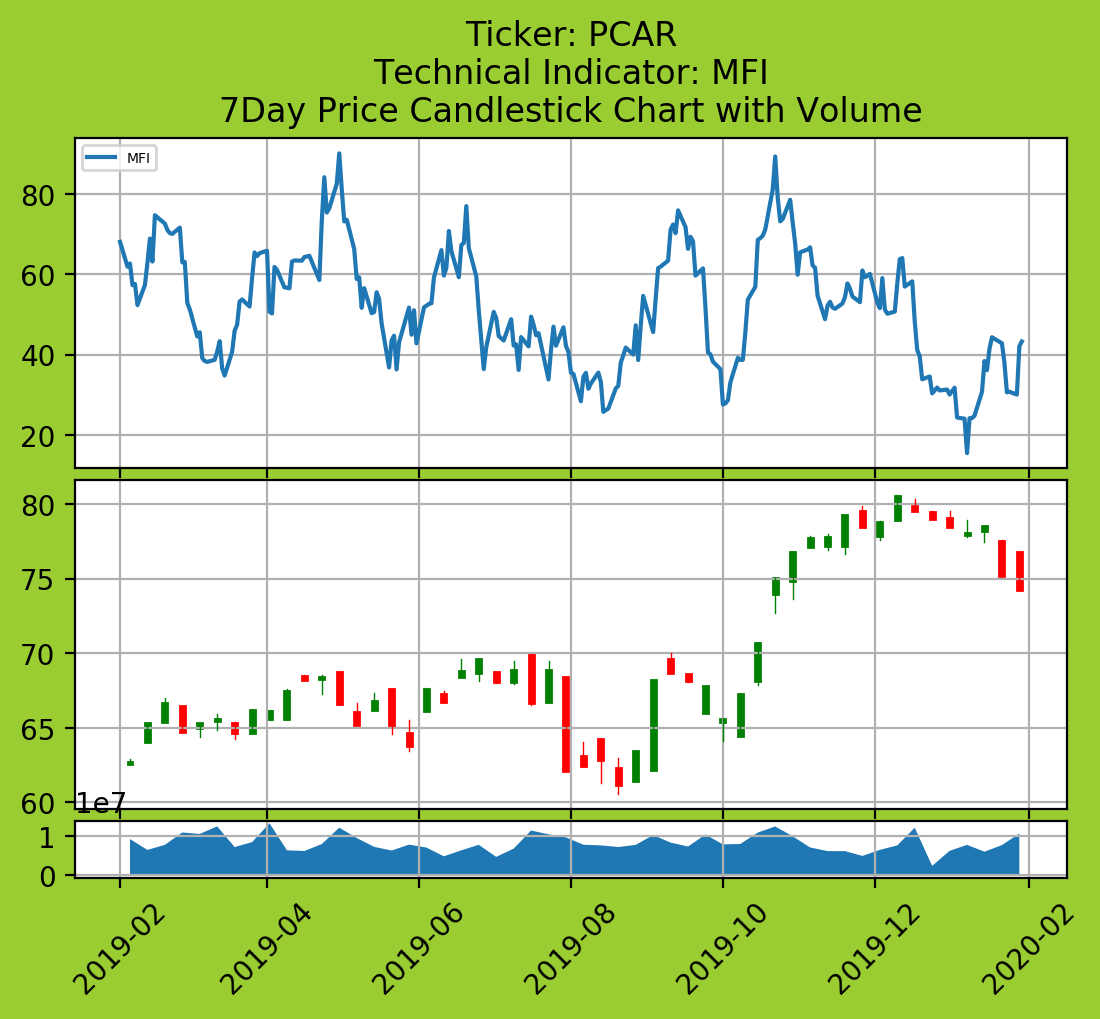 Ticker: PCAR
Technical Indicator: MFI
7Day Price Candlestick Chart with Volume
MFI
80
60
40
20
80
75
70
65
60
1e7
1
0
2019-02 2019-04 2019-06 2019-08 2019-10 2019-12 2020-02